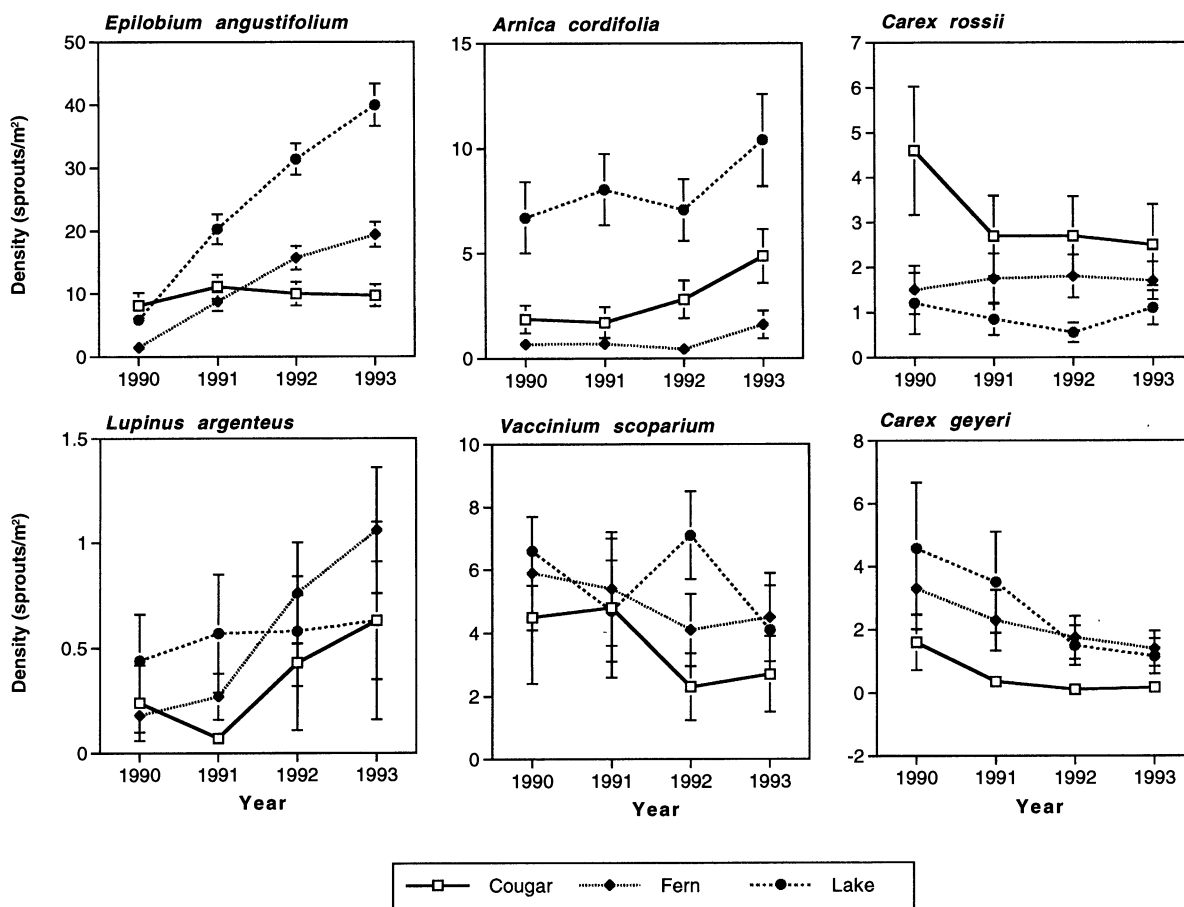 Epilobium angustifolium
Density (sprouts/m²)
50
40
30
20
10
0
1990 1991 1992 1993
Arnica cordifolia
15
10
5
0
1990 1991 1992 1993
Carex rossii
7
6
5
4
3
2
1
0
1990 1991 1992 1993
Lupinus argenteus
Density (sprouts/m²)
1.5
1
0.5
0
1990 1991 1992 1993
Year
Vaccinium scoparium
10
8
6
4
2
0
1990 1991 1992 1993
Year
Carex geyeri
8
6
4
2
0
-2
1990 1991 1992 1993
Year
Cougar Fern Lake